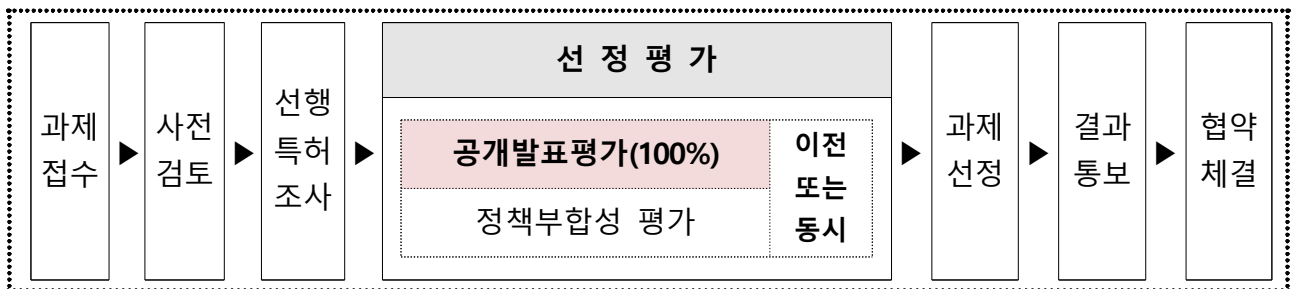 과제
접수
▶
사전
검토
▶
선행
특허
조사
▶
선 정 평 가
공개발표평가(100%)
정책부합성 평가
이전
또는
동시
▶
과제
선정
▶
결과
통보
▶
협약
체결